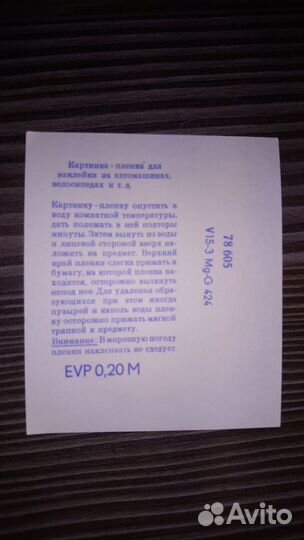 Картинка - пленка для
наклейки на автомашинах,
велосипедах и т. д.
Картинку - пленку опустить в
воду комнатной температуры,
дать полежать в ней полторы
минуты. Зятем вынуть из воды
и лицевой стороной вверх на-
ложить на предмет. Верхний
край пленки слегка прижать и
бумагу, на которой пленка на-
ходится, осторожно вытянуть
из-под нее. Для удаления обра-
зующихся при этом иногда
пузырей и капель воды плен-
ку осторожно прижать мягкой
тряпкой к предмету.
Внимание: В морозную погоду
пленки наклеивать не следует.
EVP 0,20 M
78 605
V15-3 Mg-G 424
Avito